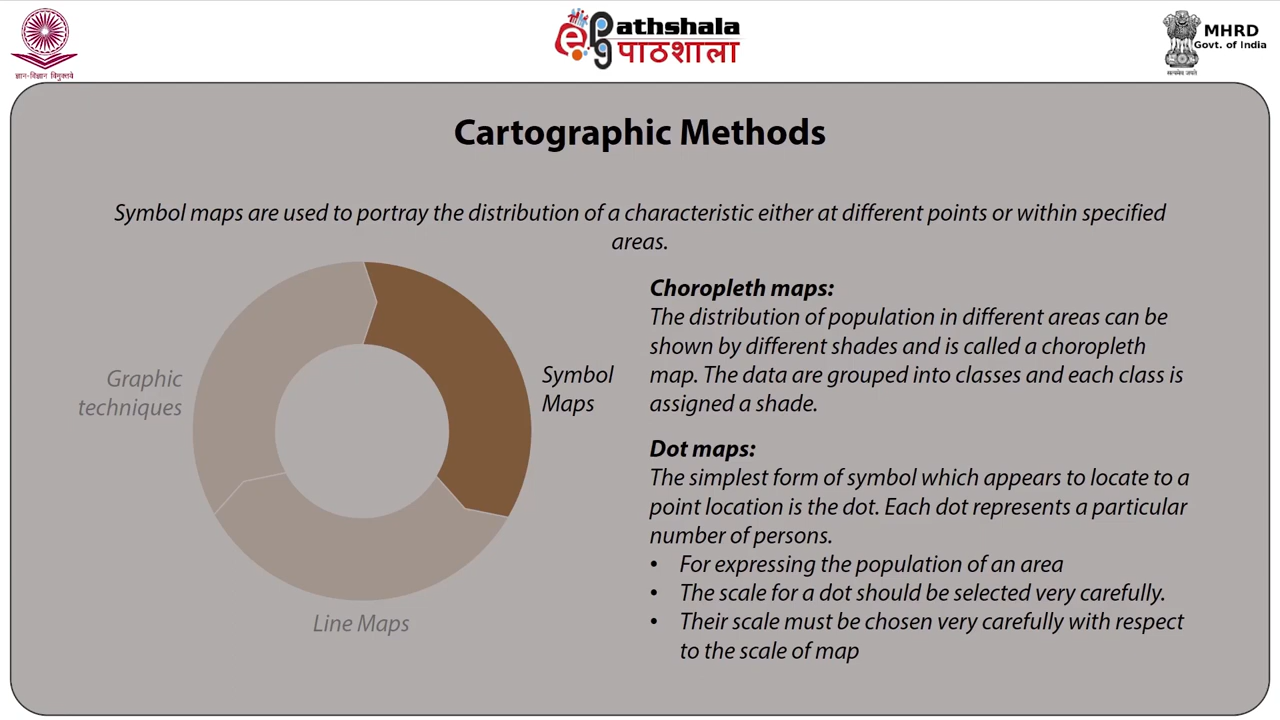 ज्ञान-विज्ञान विमुक्तये
ePG
athshala
पाठशाला
सत्यमेव जयते
MHRD
Govt. of India
Cartographic Methods
Symbol maps are used to portray the distribution of a characteristic either at different points or within specified
areas.
Graphic
techniques
Symbol
Maps
Line Maps
Choropleth maps:
The distribution of population in different areas can be
shown by different shades and is called a choropleth
map. The data are grouped into classes and each class is
assigned a shade.
Dot maps:
The simplest form of symbol which appears to locate to a
point location is the dot. Each dot represents a particular
number of persons.
• For expressing the population of an area
• The scale for a dot should be selected very carefully.
• Their scale must be chosen very carefully with respect
to the scale of map